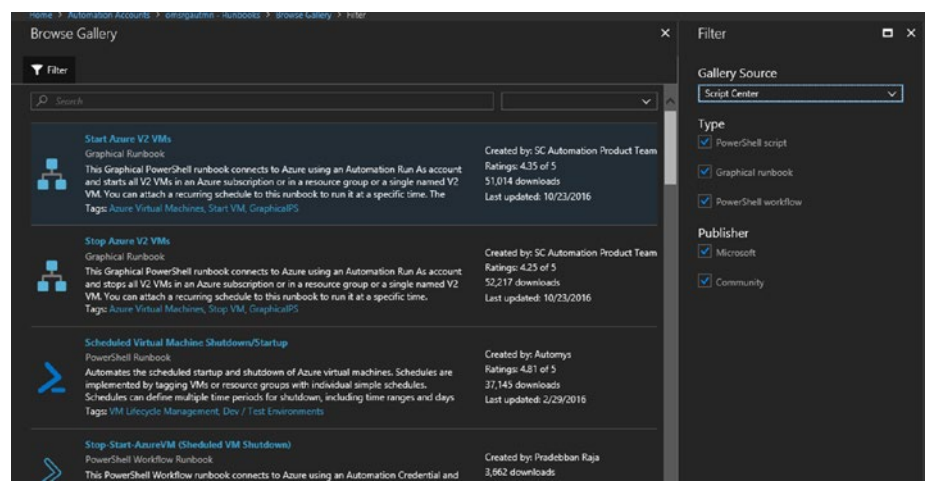 Home > Automation Accounts > omsrgautmn - Runbooks > Browse Gallery > Filter
Browse Gallery
Filter
Search
Start Azure V2 VMs
Graphical Runbook
This Graphical PowerShell runbook connects to Azure using an Automation Run As account
and starts all V2 VMs in an Azure subscription or in a resource group or a single named V2
VM. You can attach a recurring schedule to this runbook to run it at a specific time. The
Tags: Azure Virtual Machines, Start VM, GraphicalPS
Created by: SC Automation Product Team
Ratings: 4.35 of 5
51,014 downloads
Last updated: 10/23/2016
Stop Azure V2 VMs
Graphical Runbook
This Graphical PowerShell runbook connects to Azure using an Automation Run As account
and stops all V2 VMs in an Azure subscription or in a resource group or a single named V2
VM. You can attach a recurring schedule to this runbook to run it at a specific time.
Tags: Azure Virtual Machines, Stop VM, GraphicalPS
Created by: SC Automation Product Team
Ratings: 4.25 of 5
52,217 downloads
Last updated: 10/23/2016
Scheduled Virtual Machine Shutdown/Startup
PowerShell Runbook
Automates the scheduled startup and shutdown of Azure virtual machines. Schedules are
implemented by tagging VMs or resource groups with individual simple schedules.
Schedules can define multiple time periods for shutdown, including time ranges and days
Tags: VM Lifecycle Management, Dev / Test Environments
Created by: Automys
Ratings: 4.81 of 5
37,145 downloads
Last updated: 2/29/2016
Stop-Start-AzureVM (Sheduled VM Shutdown)
PowerShell Workflow Runbook
This PowerShell Workflow runbook connects to Azure using an Automation Credential and
Created by: Pradebban Raja
3,662 downloads
Filter
Gallery Source
Script Center
Type
PowerShell script
Graphical runbook
PowerShell workflow
Publisher
Microsoft
Community